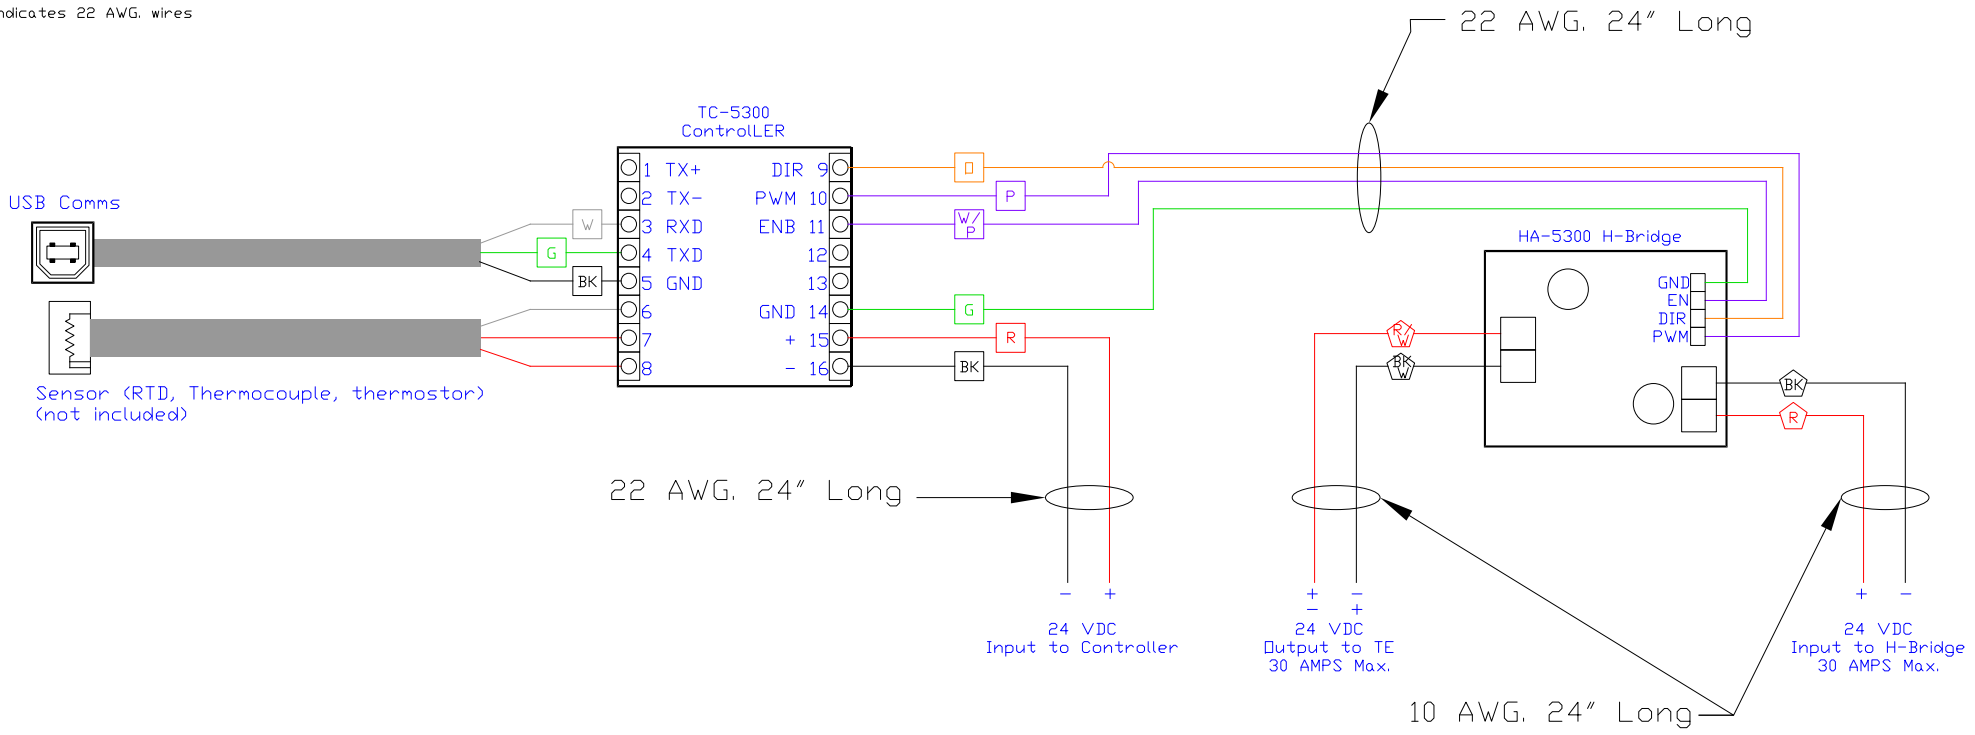 ndicates 22 AWG. wires
22 AWG. 24" Long
TC-5300
ControlLER
USB Comms
1 TX+
2 TX-
3 RXD
4 TXD
5 GND
6
7
8
DIR 9
PWM 10
ENB 11
12
13
GND 14
+ 15
- 16
W
G
BK
O
P
W/
P
G
R
BK
Sensor (RTD, Thermocouple, thermostor)
(not included)
HA-5300 H-Bridge
GND
EN
DIR
PWM
R/
W
BK
W
BK
R
22 AWG. 24" Long
- +
24 VDC
Input to Controller
+ -
- +
24 VDC
Output to TE
30 AMPS Max.
+ -
24 VDC
Input to H-Bridge
30 AMPS Max.
10 AWG. 24" Long